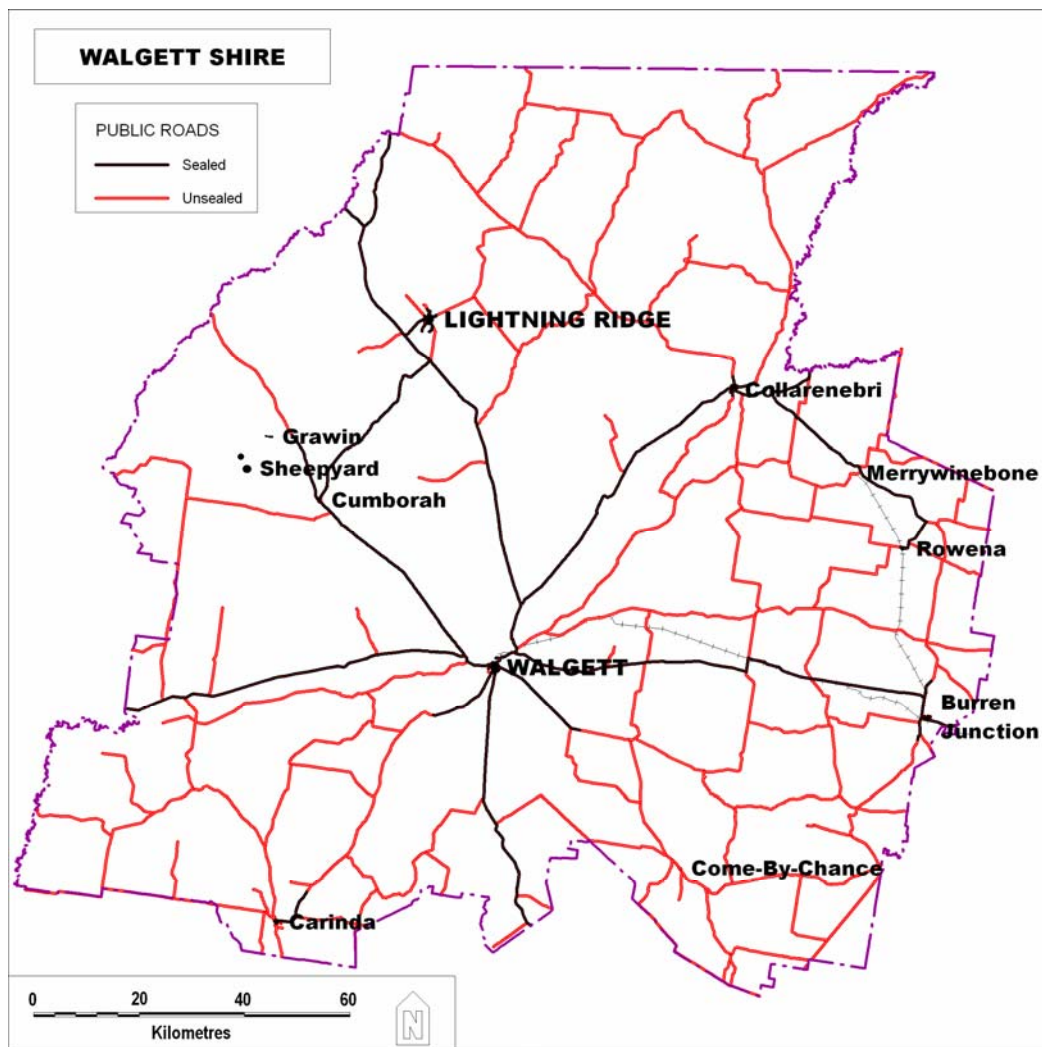 WALGETT SHIRE
PUBLIC ROADS
Sealed
Unsealed
LIGHTNING RIDGE
Collarenebri
Grawin
Sheepyard
Merrywinebone
Cumborah
Rowena
WALGETT
Burren
Junction
Come-By-Chance
Carinda
0 20 40 60
Kilometres
N